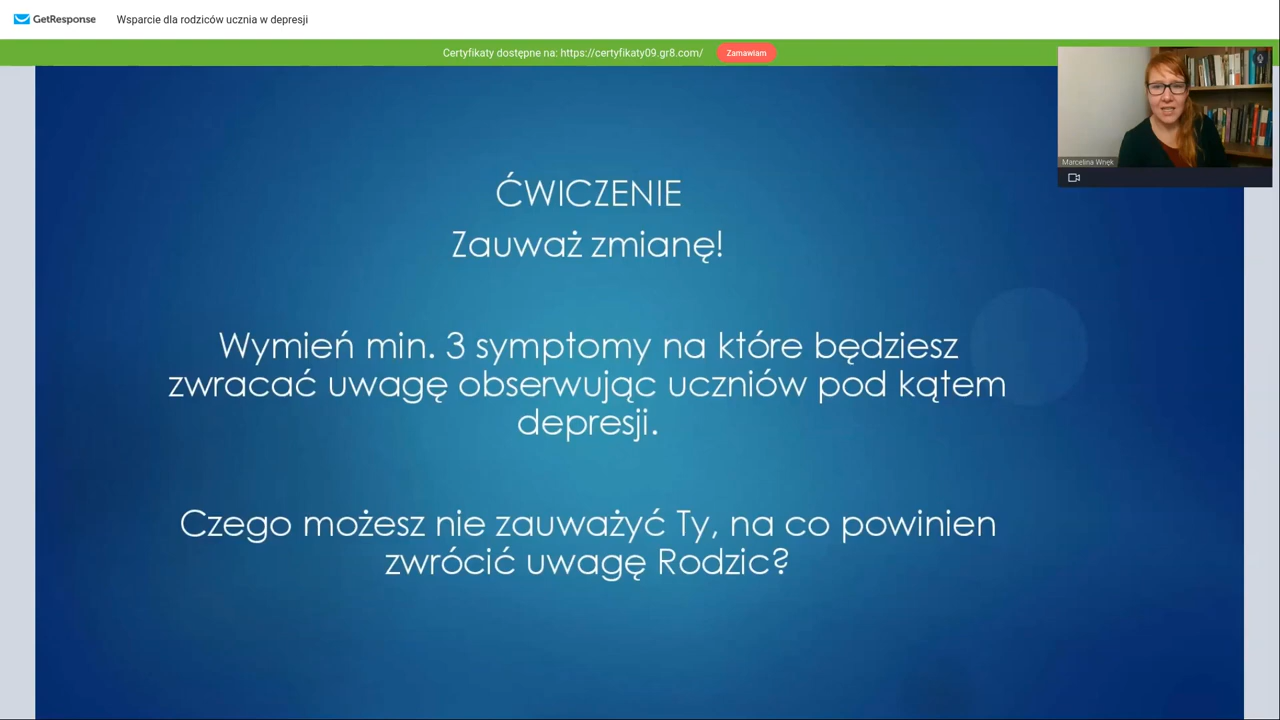 GetResponse Wsparcie dla rodziców ucznia w depresji
Certyfikaty dostępne na: https://certyfikaty09.gr8.com/ Zamawiam
Marcelina Wnęk
ĆWICZENIE
Zauważ zmianę!
Wymień min. 3 symptomy na które będziesz
zwracać uwagę obserwując uczniów pod kątem
depresji.
Czego możesz nie zauważyć Ty, na co powinien
zwrócić uwagę Rodzic?